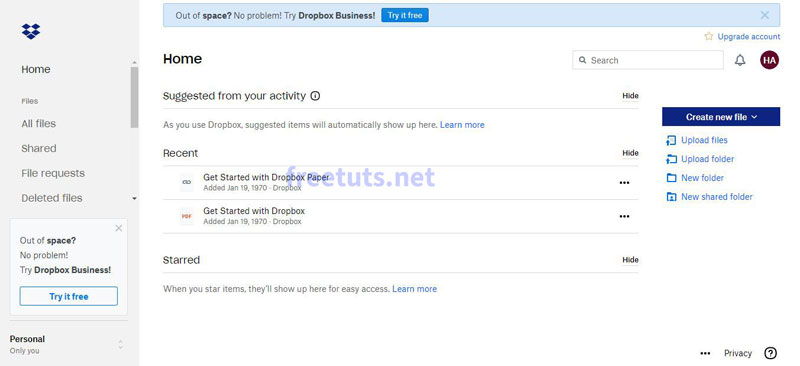 Out of space? No problem! Try Dropbox Business! Try it free
Upgrade account
Home
Home
Search
HA
Files
All files
Shared
File requests
Deleted files
Out of space?
No problem!
Try Dropbox Business!
Try it free
Personal
Only you
Suggested from your activity
Hide
As you use Dropbox, suggested items will automatically show up here. Learn more
Recent
Hide
Get Started with Dropbox Paper
Added Jan 19, 1970 · Dropbox
freetuts.net
PDF
Get Started with Dropbox
Added Jan 19, 1970 · Dropbox
Starred
Hide
When you star items, they'll show up here for easy access. Learn more
Create new file
Upload files
Upload folder
New folder
New shared folder
Privacy